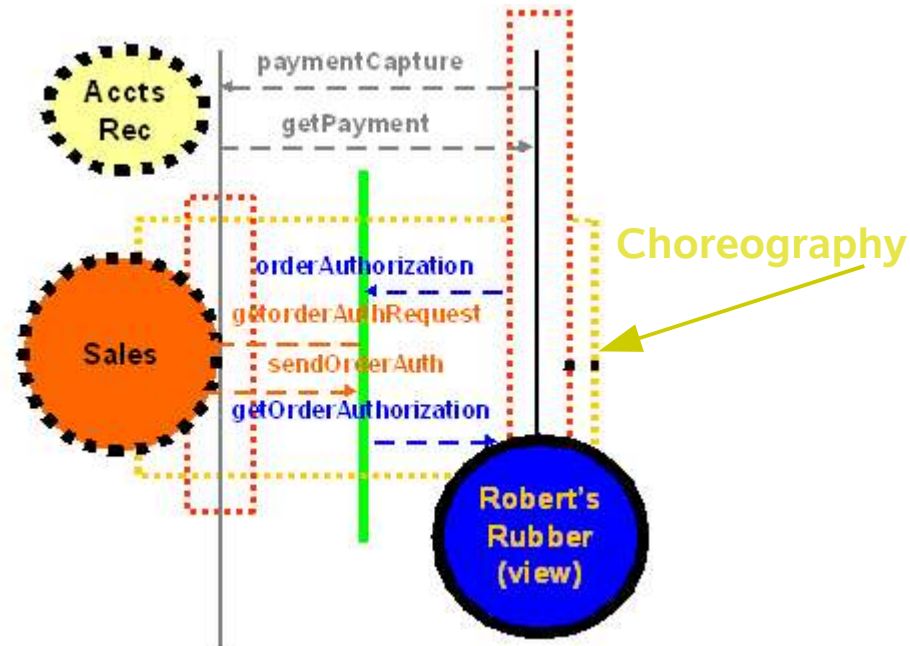 paymentCapture
Accts
Rec
getPayment
Choreography
orderAuthorization
getorderAuthRequest
Sales
sendOrderAuth
getOrderAuthorization
Robert's
Rubber
(view)